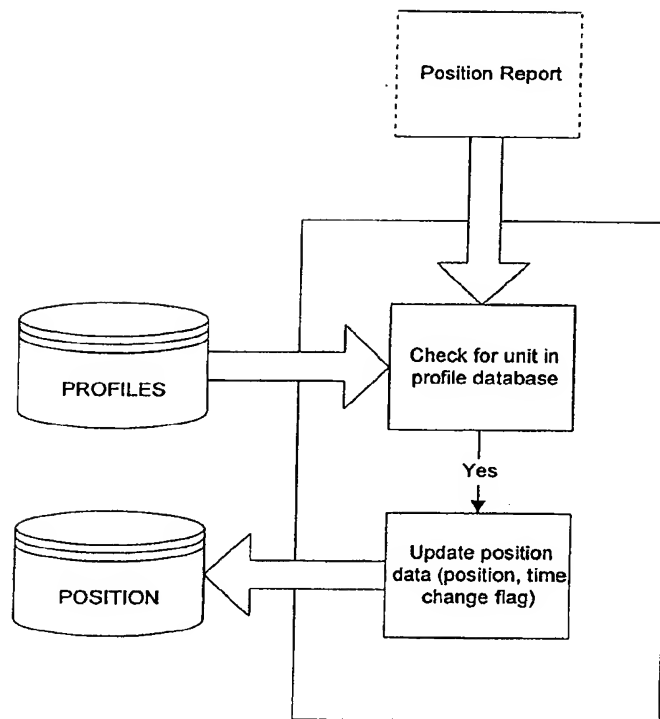 Position Report
Check for unit in
profile database
PROFILES
Yes
Update position
data (position, time
change flag)
POSITION